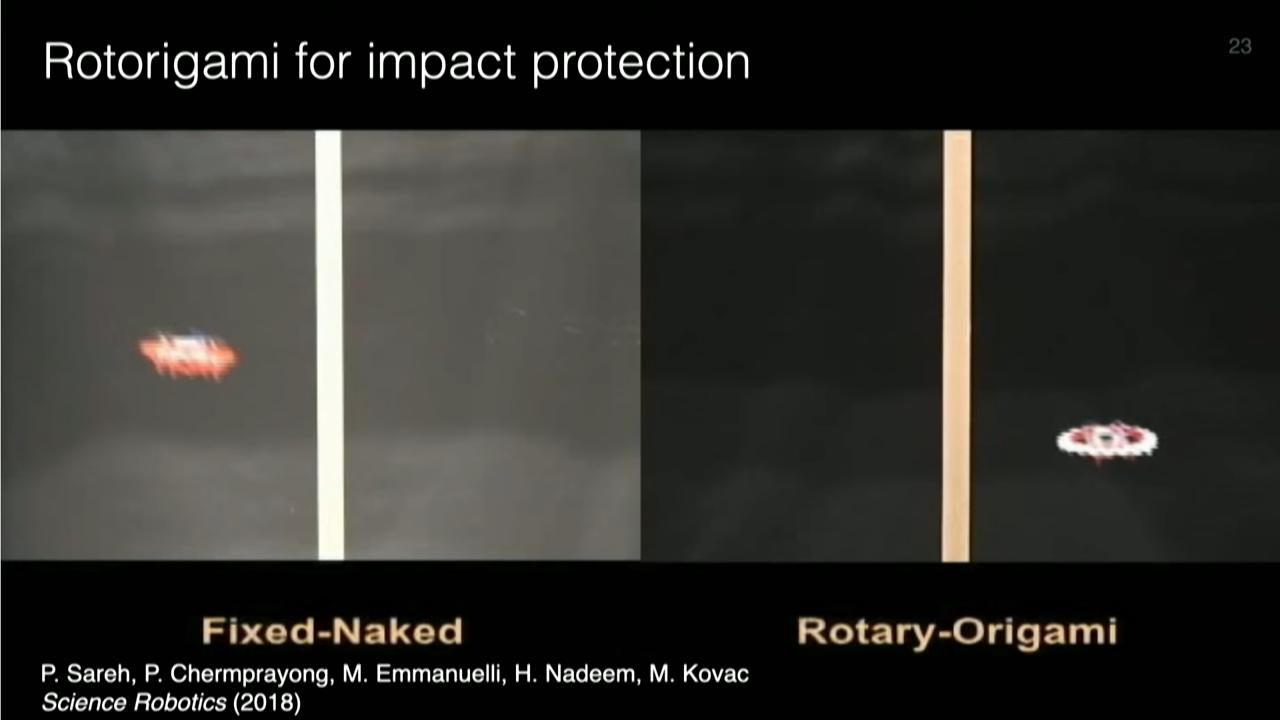 Rotorigami for impact protection
23
Fixed-Naked
Rotary-Origami
P. Sareh, P. Chermprayong, M. Emmanuelli, H. Nadeem, M. Kovac
Science Robotics (2018)